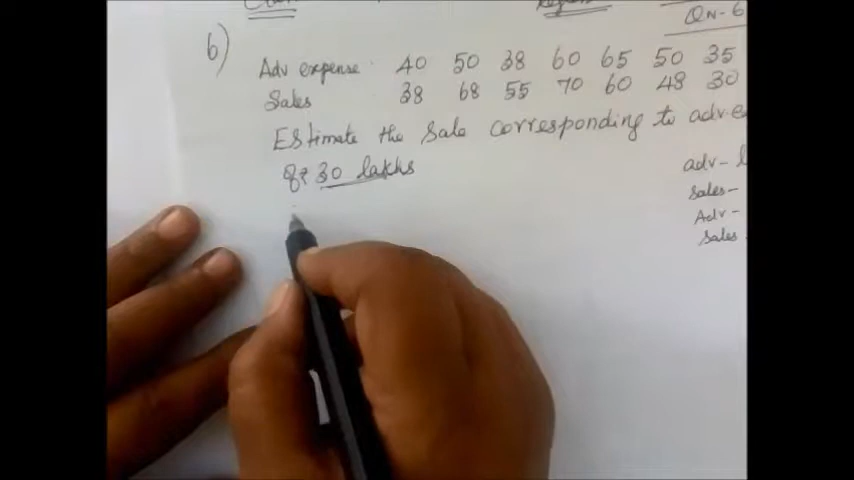 QN-6
6)
Adv expense 40 50 38 60 65 50 35
Sales 38 68 55 70 60 48 30
Estimate the Sale corresponding to adv.e
of ₹ 30 lakhs
adv-
Sales-
Adv-
Sales